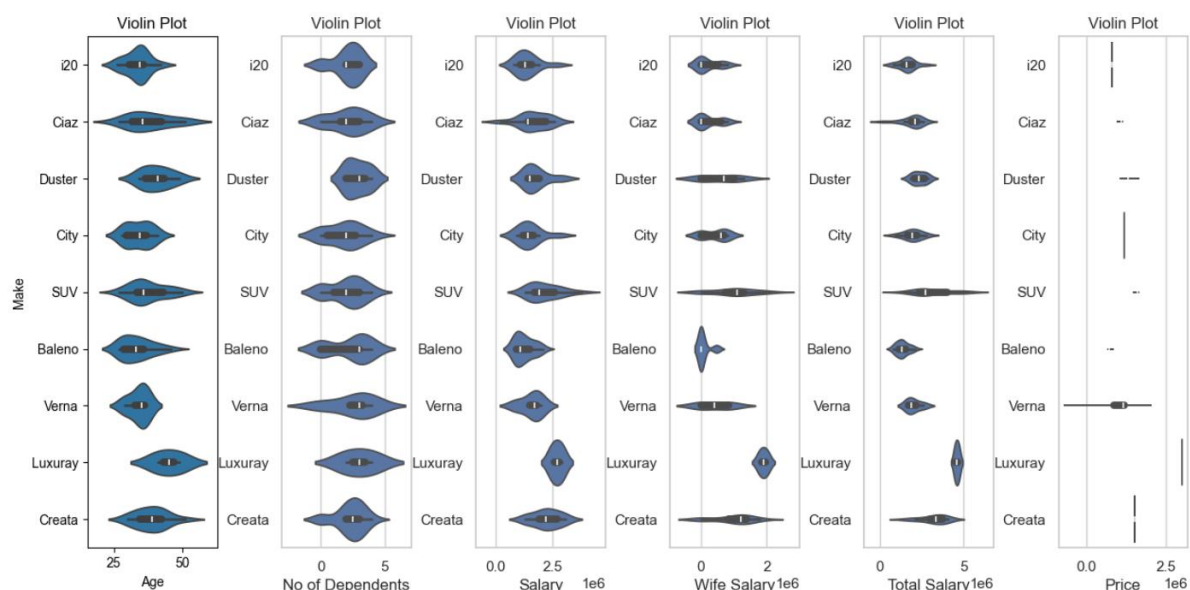 Violin Plot Violin Plot Violin Plot Violin Plot Violin Plot Violin Plot
i20 i20 i20 i20 i20 i20
Ciaz Ciaz Ciaz Ciaz Ciaz Ciaz
Duster Duster Duster Duster Duster Duster
City City City City City City
Make
SUV SUV SUV SUV SUV SUV
Baleno Baleno Baleno Baleno Baleno Baleno
Verna Verna Verna Verna Verna Verna
Luxuray Luxuray Luxuray Luxuray Luxuray Luxuray
Creata Creata Creata Creata Creata Creata
25 50 0 5 0.0 2.5 0 2 0 5 0.0 2.5
Age No of Dependents Salary 1e6 Wife Salary 1e6 Total Salary 1e6 Price 1e6